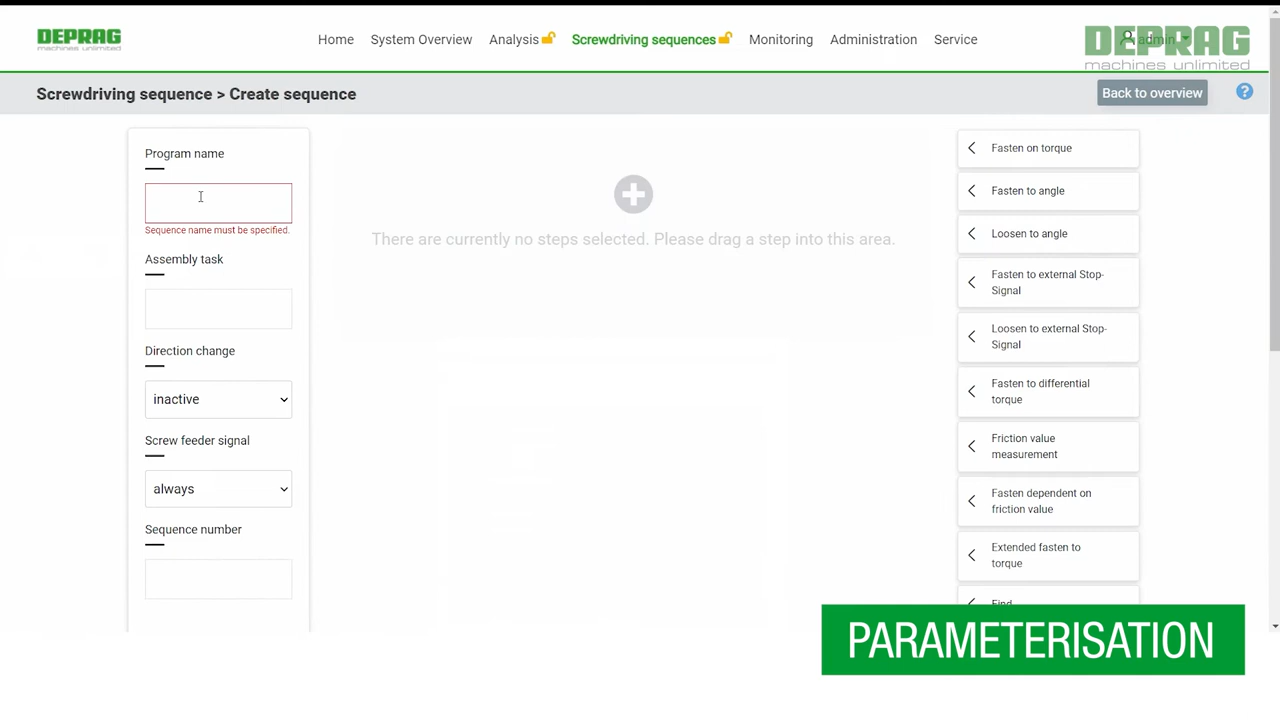 DEPRAG
machines unlimited
Home
System Overview
Analysis
Screwdriving sequences
Monitoring
Administration
Service
admin
DEPRAG
machines unlimited
Screwdriving sequence > Create sequence
Back to overview
?
Program name
Sequence name must be specified.
Assembly task
Direction change
inactive
Screw feeder signal
always
Sequence number
There are currently no steps selected. Please drag a step into this area.
Fasten on torque
Fasten to angle
Loosen to angle
Fasten to external Stop-
Signal
Loosen to external Stop-
Signal
Fasten to differential
torque
Friction value
measurement
Fasten dependent on
friction value
Extended fasten to
torque
Find
PARAMETERISATION